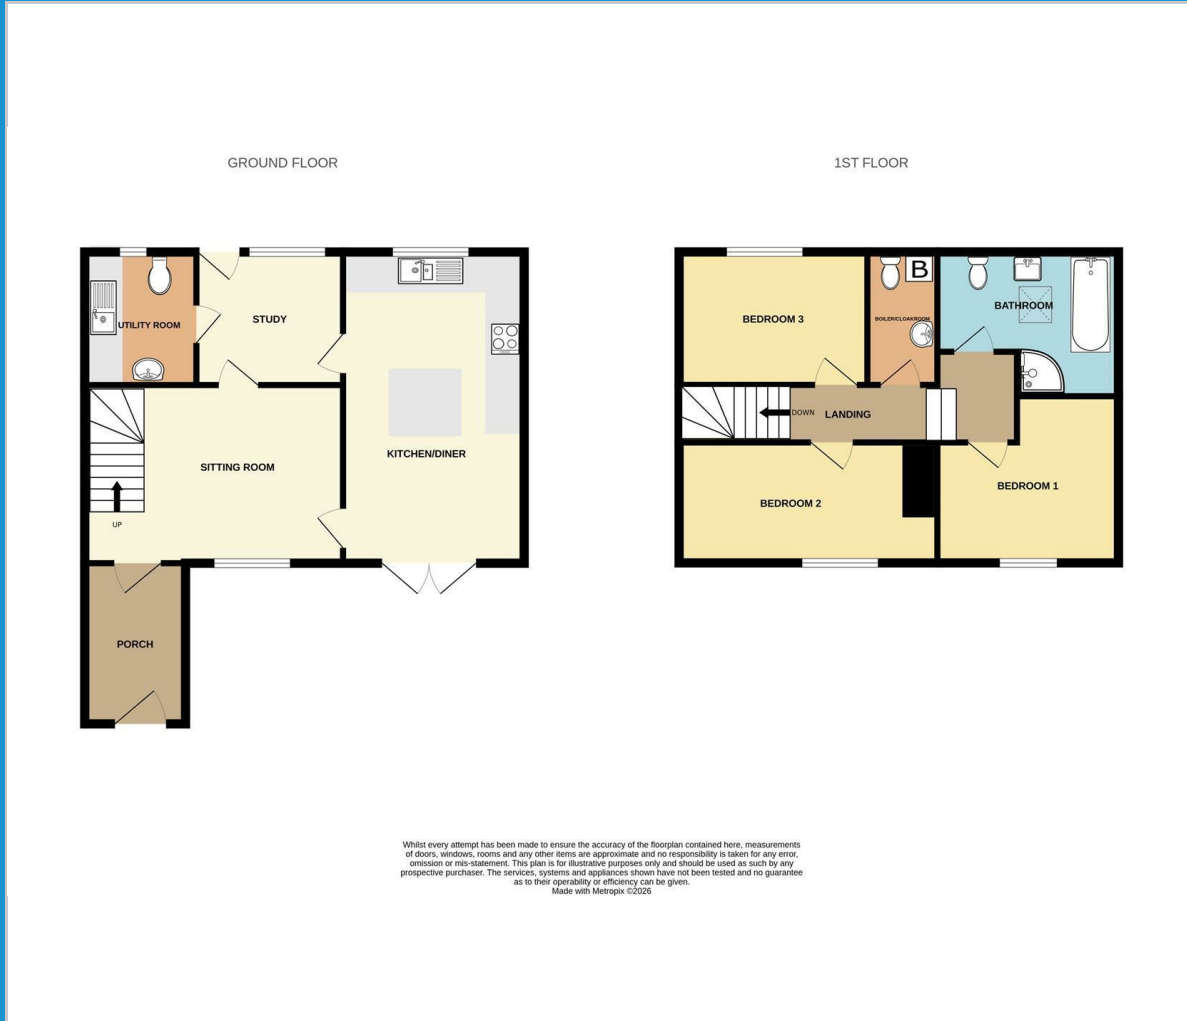 GROUND FLOOR
1ST FLOOR
UTILITY ROOM
STUDY
SITTING ROOM
UP
KITCHEN/DINER
PORCH
BEDROOM 3
B
BOILER/CLOAKROOM
BATHROOM
DOWN
LANDING
BEDROOM 2
BEDROOM 1
Whilst every attempt has been made to ensure the accuracy of the floorplan contained here, measurements
of doors, windows, rooms and any other items are approximate and no responsibility is taken for any error,
omission or mis-statement. This plan is for illustrative purposes only and should be used as such by any
prospective purchaser. The services, systems and appliances shown have not been tested and no guarantee
as to their operability or efficiency can be given.
Made with Metropix ©2026